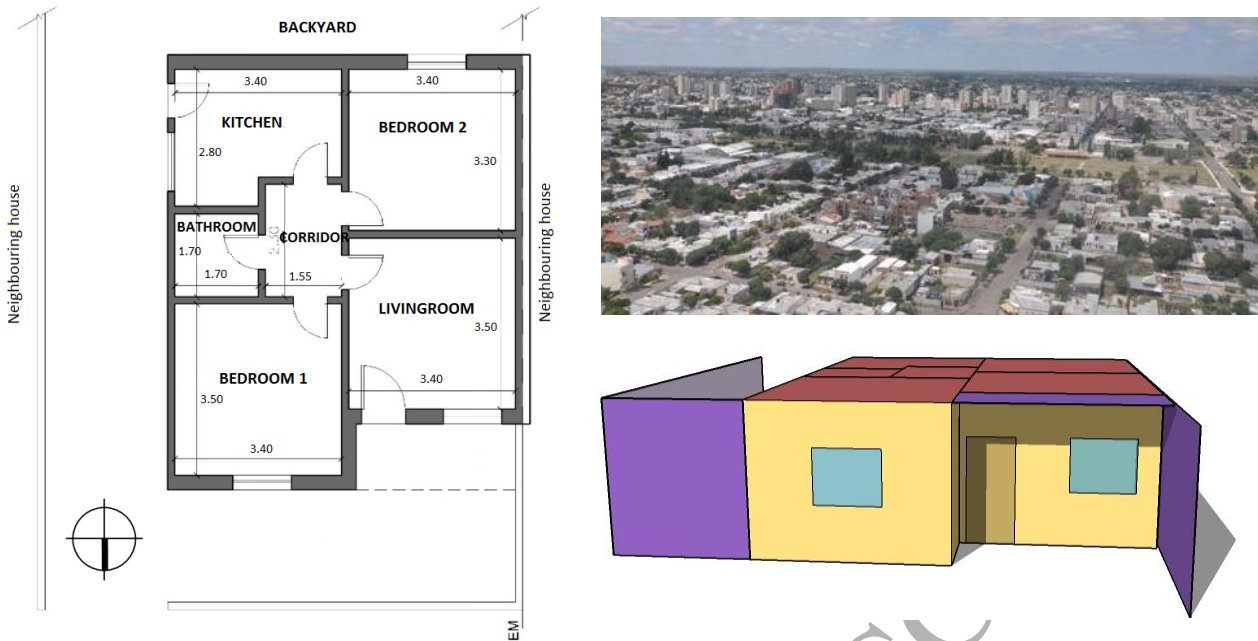 BACKYARD
3.40
3.40
KITCHEN
BEDROOM 2
2.80
3.30
Neighbouring house
Neighbouring house
BATHROOM
1.70
1.70
CORRIDOR
1.55
LIVINGROOM
3.50
BEDROOM 1
3.50
3.40
3.40
EM